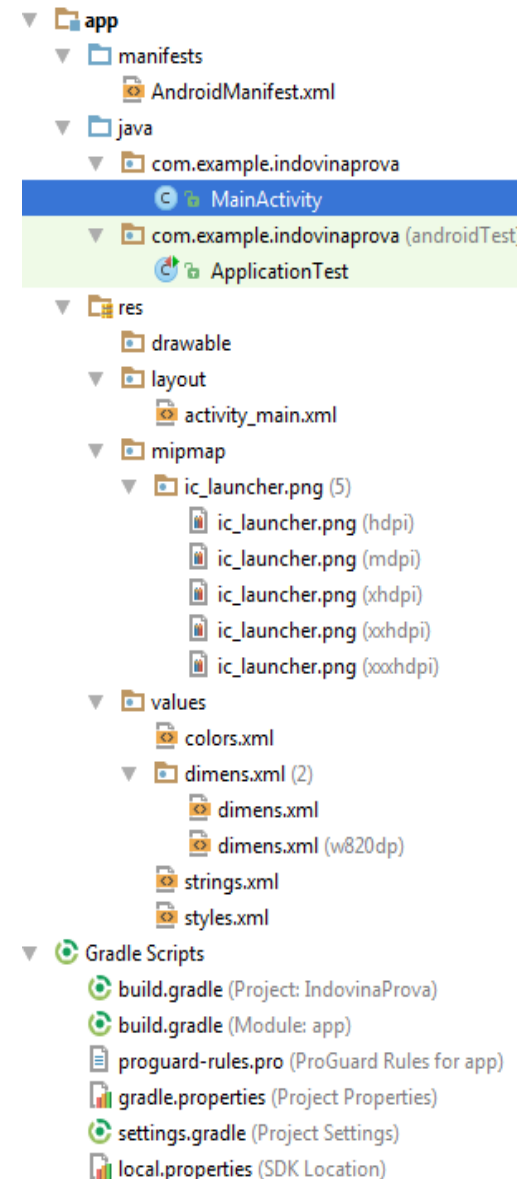 app
manifests
AndroidManifest.xml
java
com.example.indovinaprova
MainActivity
com.example.indovinaprova (androidTest)
ApplicationTest
res
drawable
layout
activity_main.xml
mipmap
ic_launcher.png (5)
ic_launcher.png (hdpi)
ic_launcher.png (mdpi)
ic_launcher.png (xhdpi)
ic_launcher.png (xxhdpi)
ic_launcher.png (xxxhdpi)
values
colors.xml
dimens.xml (2)
dimens.xml
dimens.xml (w820dp)
strings.xml
styles.xml
Gradle Scripts
build.gradle (Project: IndovinaProva)
build.gradle (Module: app)
proguard-rules.pro (ProGuard Rules for app)
gradle.properties (Project Properties)
settings.gradle (Project Settings)
local.properties (SDK Location)